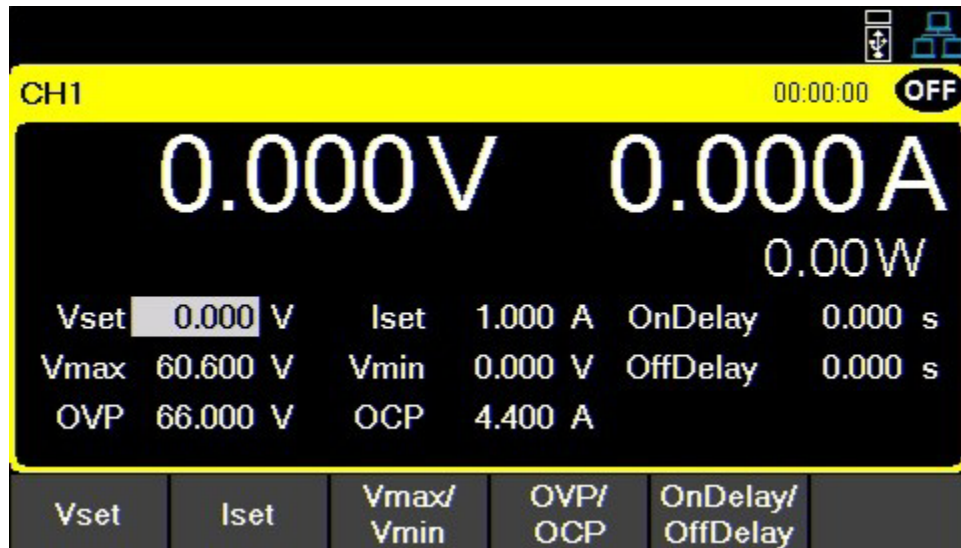 CH1 00:00:00 OFF
0.000V 0.000A
0.00W
Vset 0.000 V Iset 1.000 A OnDelay 0.000 s
Vmax 60.600 V Vmin 0.000 V OffDelay 0.000 s
OVP 66.000 V OCP 4.400 A
Vset Iset Vmax/ OVP/ OnDelay/
Vmin OCP OffDelay